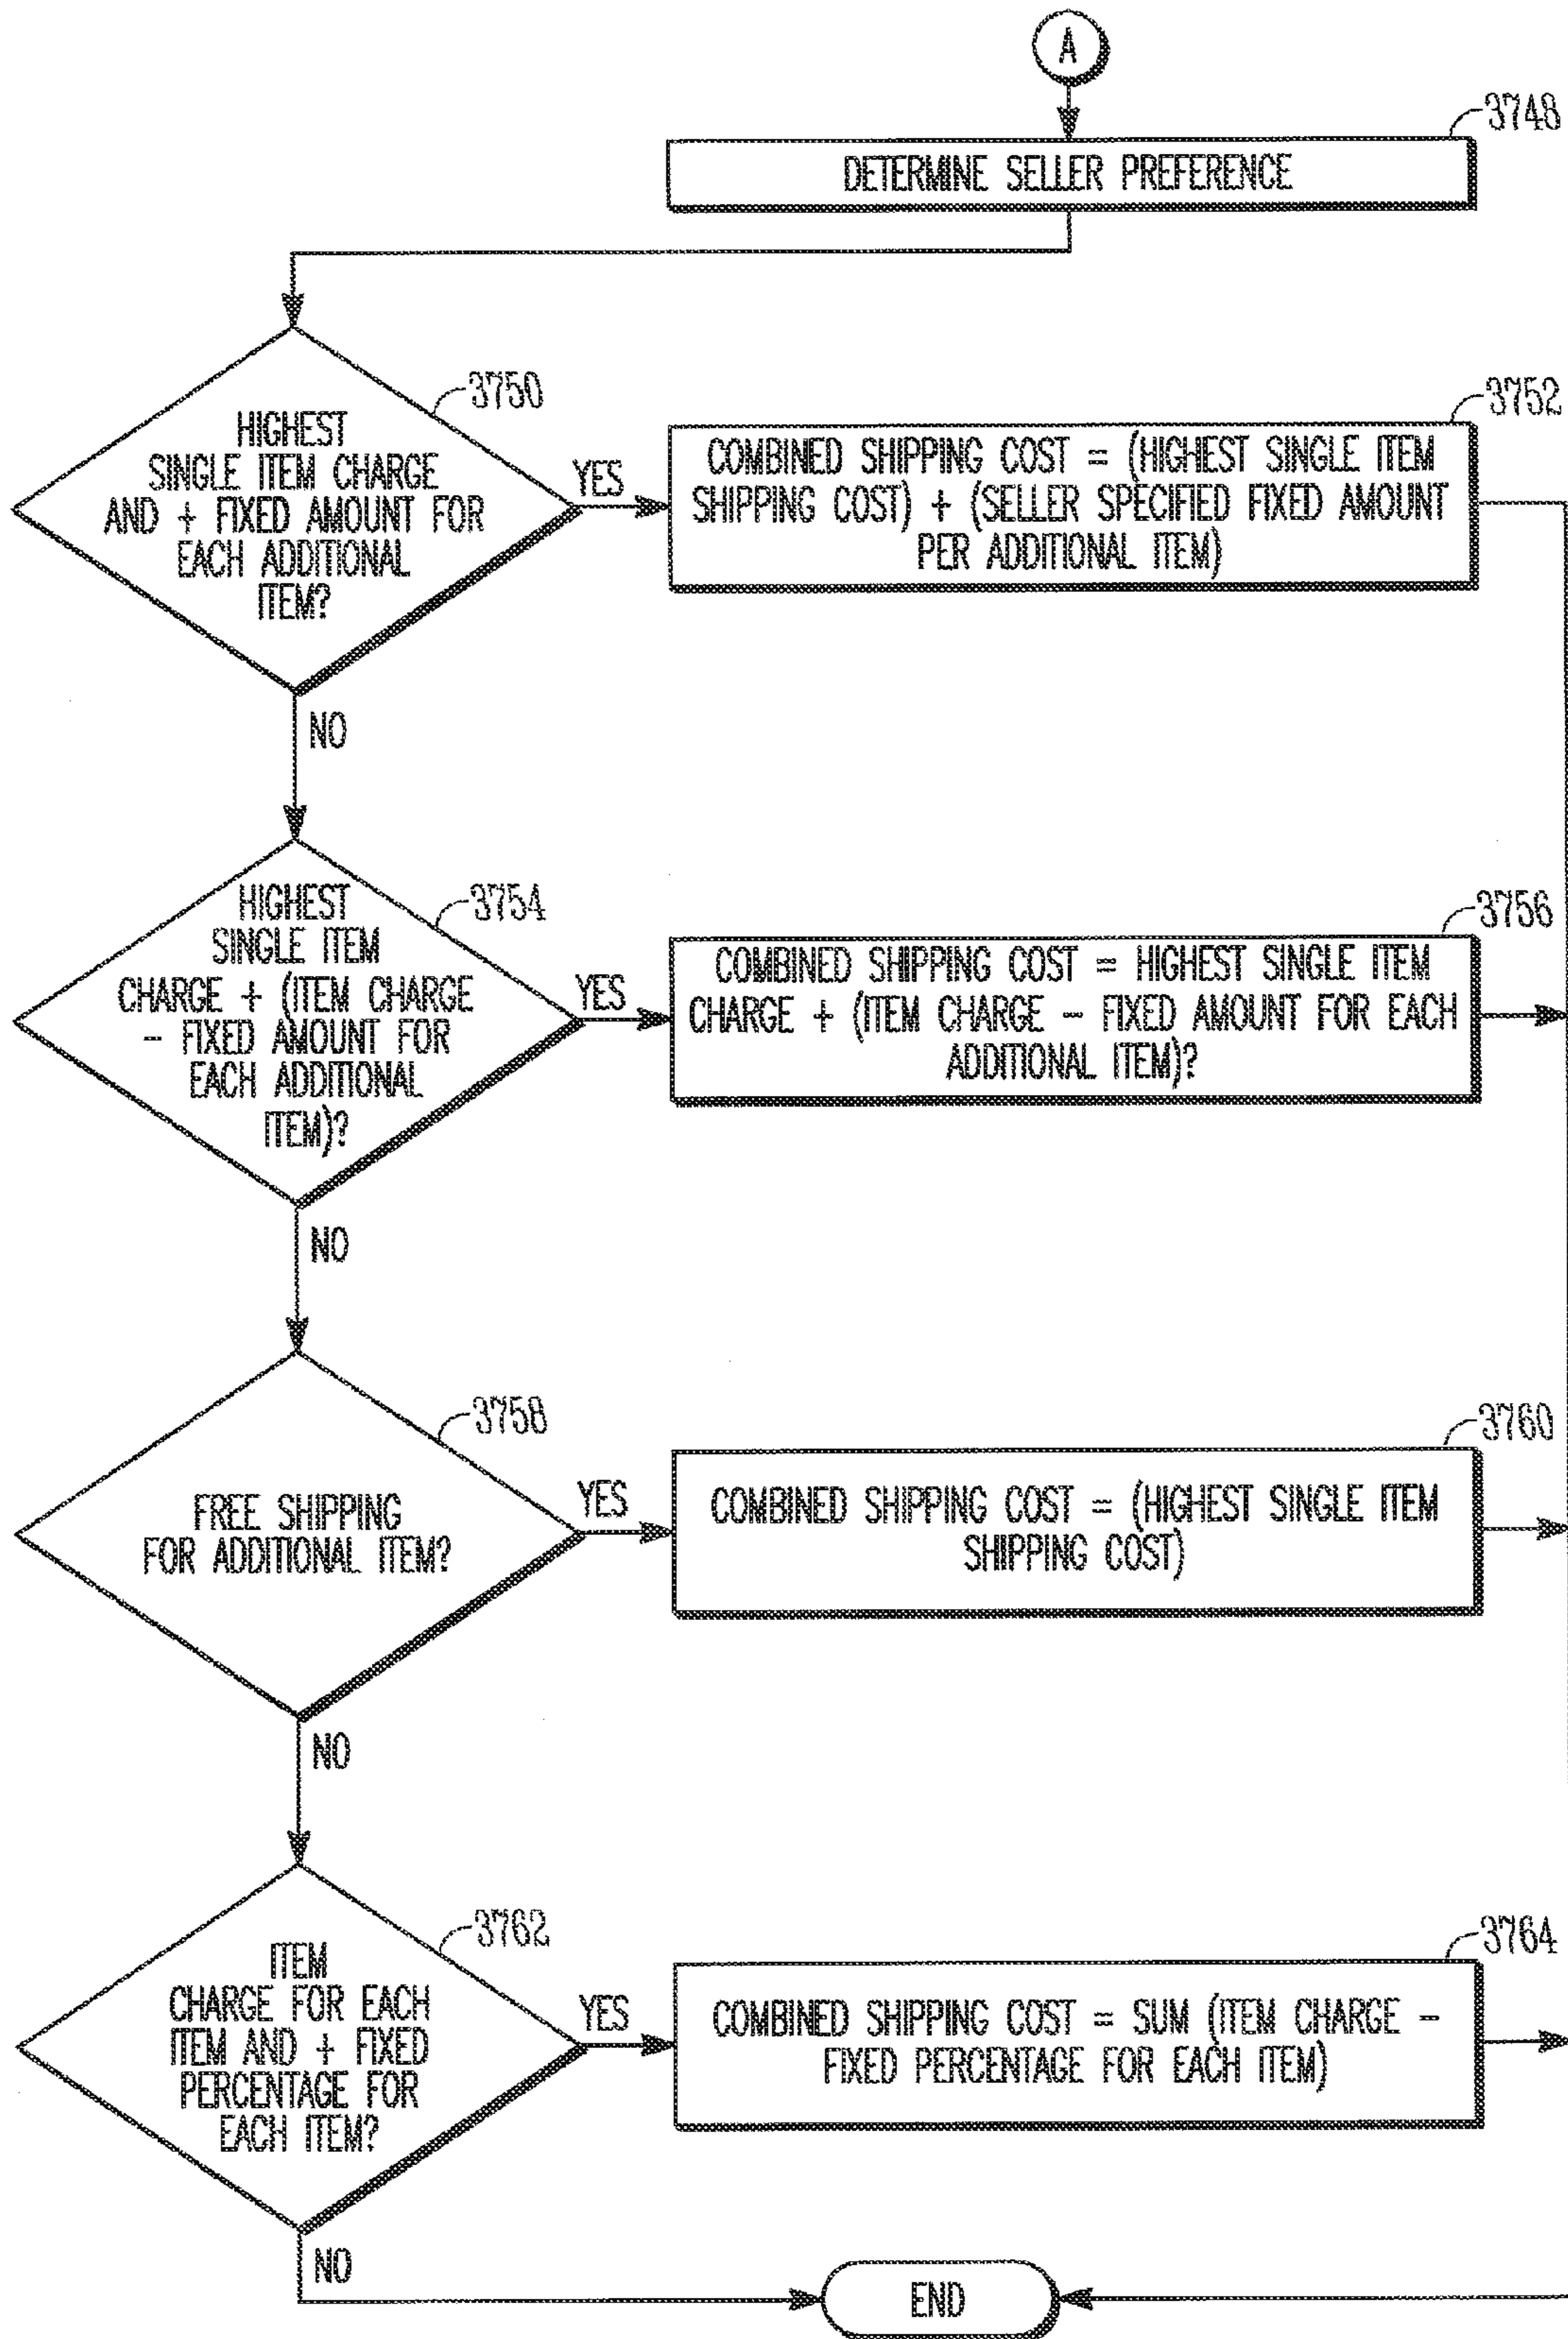 A
3748
DETERMINE SELLER PREFERENCE
3750
HIGHEST
SINGLE ITEM CHARGE
AND + FIXED AMOUNT FOR
EACH ADDITIONAL
ITEM?
YES
3752
COMBINED SHIPPING COST = (HIGHEST SINGLE ITEM
SHIPPING COST) + (SELLER SPECIFIED FIXED AMOUNT
PER ADDITIONAL ITEM)
NO
3754
HIGHEST
SINGLE ITEM
CHARGE + (ITEM CHARGE
- FIXED AMOUNT FOR
EACH ADDITIONAL
ITEM)?
YES
3756
COMBINED SHIPPING COST = HIGHEST SINGLE ITEM
CHARGE + (ITEM CHARGE - FIXED AMOUNT FOR EACH
ADDITIONAL ITEM)?
NO
3758
FREE SHIPPING
FOR ADDITIONAL ITEM?
YES
3760
COMBINED SHIPPING COST = (HIGHEST SINGLE ITEM
SHIPPING COST)
NO
3762
ITEM
CHARGE FOR EACH
ITEM AND + FIXED
PERCENTAGE FOR
EACH ITEM?
YES
3764
COMBINED SHIPPING COST = SUM (ITEM CHARGE -
FIXED PERCENTAGE FOR EACH ITEM)
NO
END